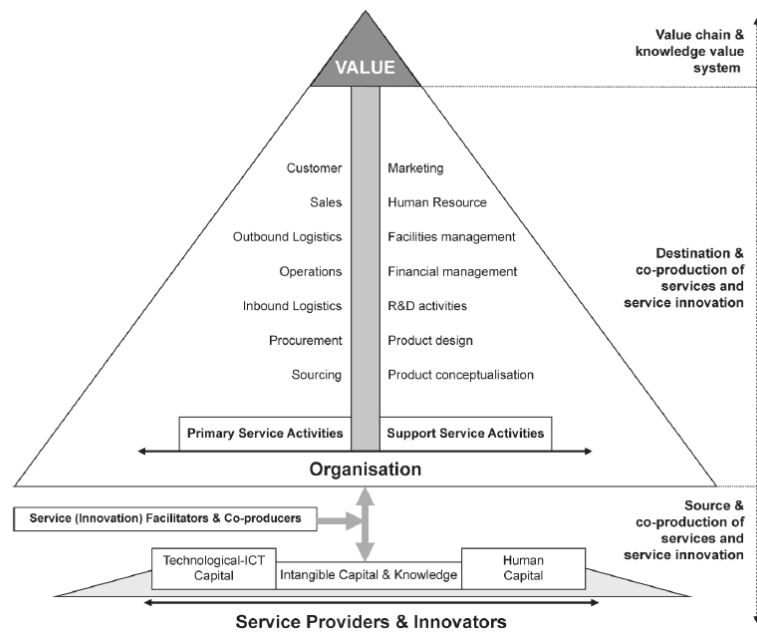 VALUE
Value chain &
knowledge value
system
Customer
Marketing
Sales
Human Resource
Outbound Logistics
Facilities management
Operations
Financial management
Inbound Logistics
R&D activities
Procurement
Product design
Sourcing
Product conceptualisation
Destination &
co-production of
services and
service innovation
Primary Service Activities
Support Service Activities
Organisation
Service (Innovation) Facilitators & Co-producers
Source &
co-production of
services and
service innovation
Technological-ICT
Capital
Intangible Capital & Knowledge
Human
Capital
Service Providers & Innovators